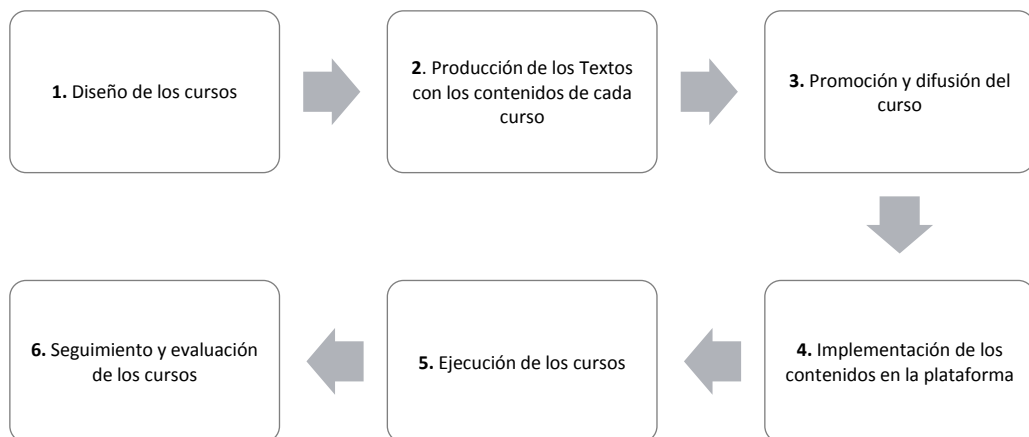 1. Diseño de los cursos
2. Producción de los Textos
con los contenidos de cada
curso
3. Promoción y difusión del
curso
4. Implementación de los
contenidos en la plataforma
5. Ejecución de los cursos
6. Seguimiento y evaluación
de los cursos